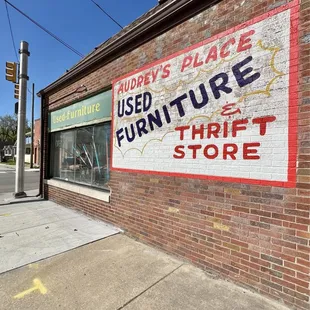 Used Furniture
AUDREY'S PLACE
USED
FURNITURE
&
THRIFT
STORE